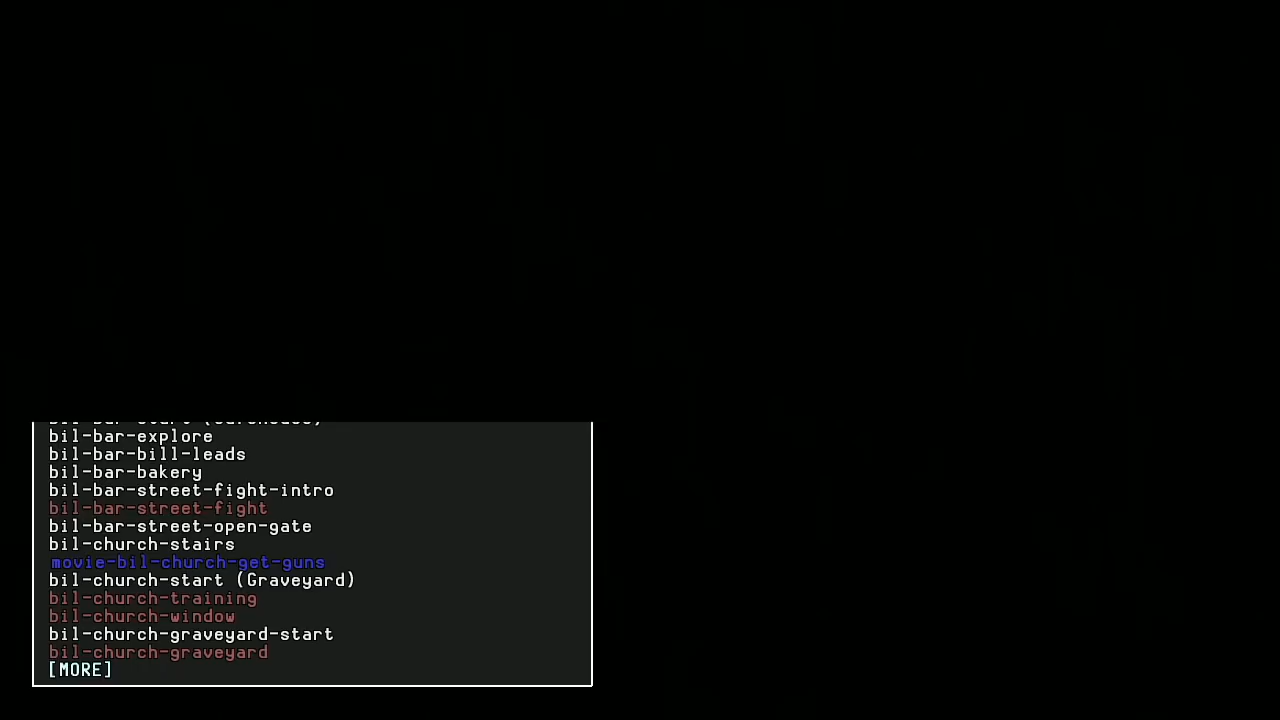 bil-bar-explore
bil-bar-bill-leads
bil-bar-bakery
bil-bar-street-fight-intro
bil-bar-street-fight
bil-bar-street-open-gate
bil-church-stairs
movie-bil-church-get-guns
bil-church-start (Graveyard)
bil-church-training
bil-church-window
bil-church-graveyard-start
bil-church-graveyard
[MORE]